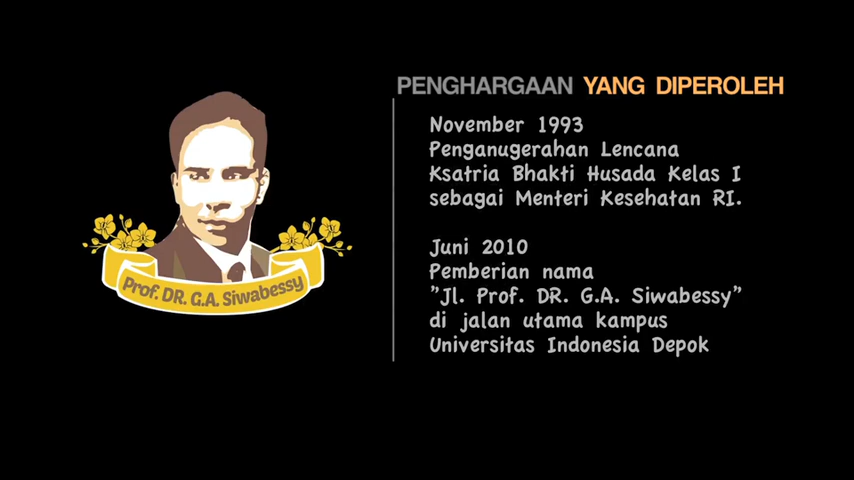 PENGHARGAAN YANG DIPEROLEH
November 1993
Penganugerahan Lencana
Ksatria Bhakti Husada Kelas I
sebagai Menteri Kesehatan RI.
Juni 2010
Pemberian nama
"Jl. Prof. DR. G.A. Siwabessy"
di jalan utama kampus
Universitas Indonesia Depok
Prof. DR. G.A. Siwabessy